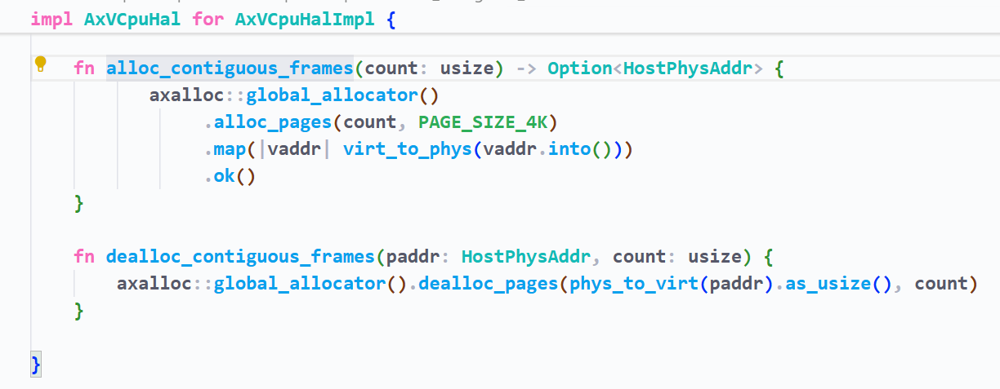 impl AxVCpuHal for AxVCpuHalImpl {
fn alloc_contiguous_frames(count: usize) -> Option<HostPhysAddr> {
axalloc::global_allocator()
.alloc_pages(count, PAGE_SIZE_4K)
.map(|vaddr| virt_to_phys(vaddr.into()))
.ok()
}
fn dealloc_contiguous_frames(paddr: HostPhysAddr, count: usize) {
axalloc::global_allocator().dealloc_pages(phys_to_virt(paddr).as_usize(), count)
}
}